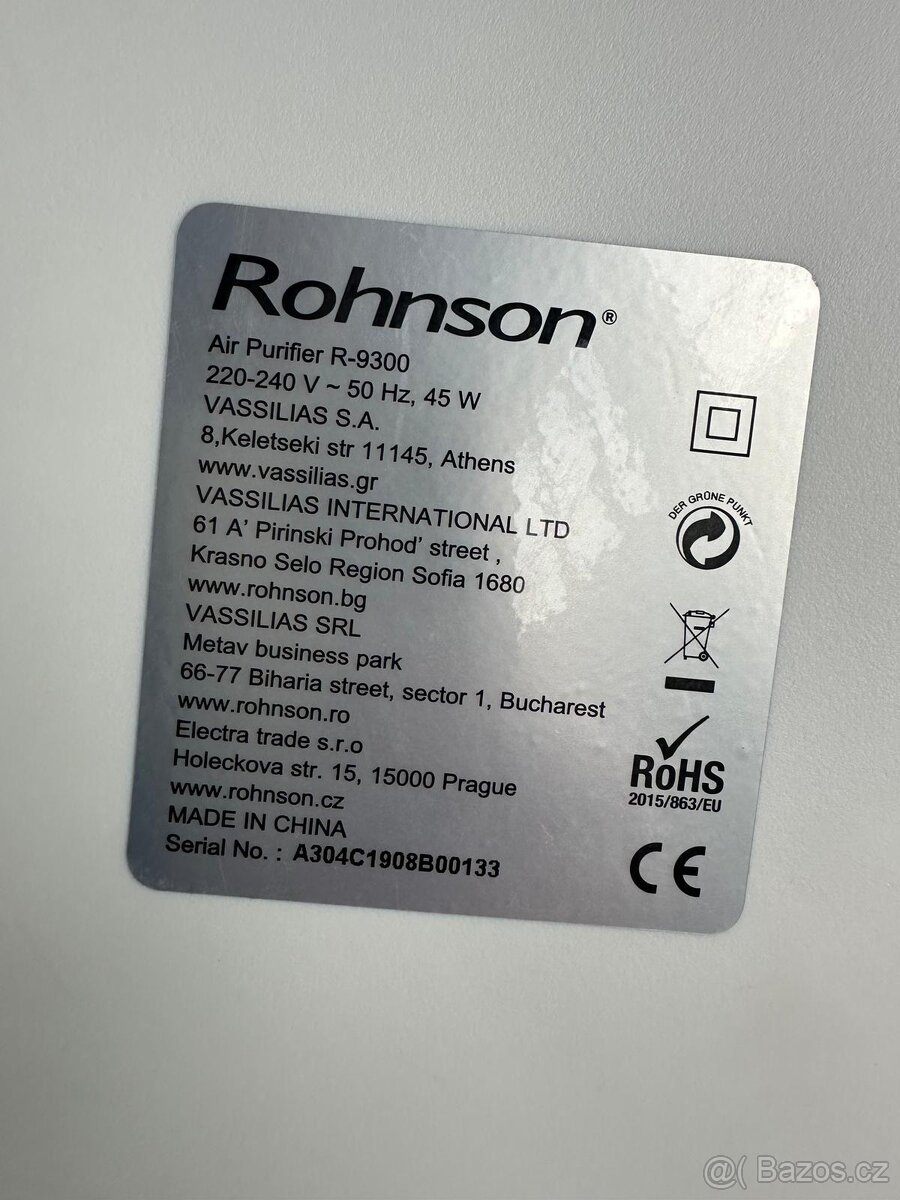 Rohnson®
Air Purifier R-9300
220-240 V ~ 50 Hz, 45 W
VASSILIAS S.A.
8,Keletseki str 11145, Athens
www.vassilias.gr
VASSILIAS INTERNATIONAL LTD
61 A' Pirinski Prohod' street ,
Krasno Selo Region Sofia 1680
www.rohnson.bg
VASSILIAS SRL
Metav business park
66-77 Biharia street, sector 1, Bucharest
www.rohnson.ro
Electra trade s.r.o
Holeckova str. 15, 15000 Prague
www.rohnson.cz
MADE IN CHINA
Serial No. : A304C1908B00133
DER GRÜNE PUNKT
RoHS
2015/863/EU
CE
@( Bazos.cz